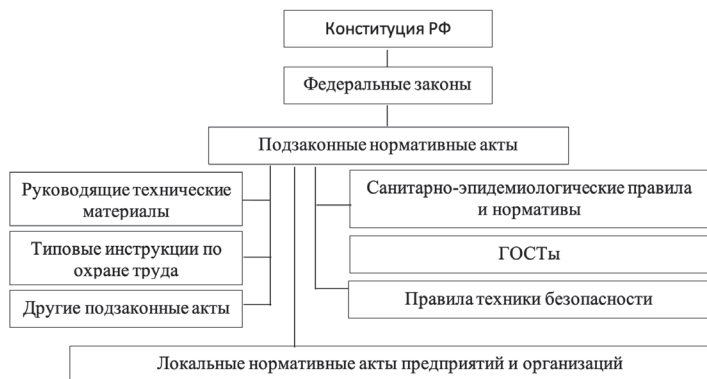 Конституция РФ
Федеральные законы
Подзаконные нормативные акты
Руководящие технические
материалы
Типовые инструкции по
охране труда
Другие подзаконные акты
Санитарно-эпидемиологические правила
и нормативы
ГОСТы
Правила техники безопасности
Локальные нормативные акты предприятий и организаций